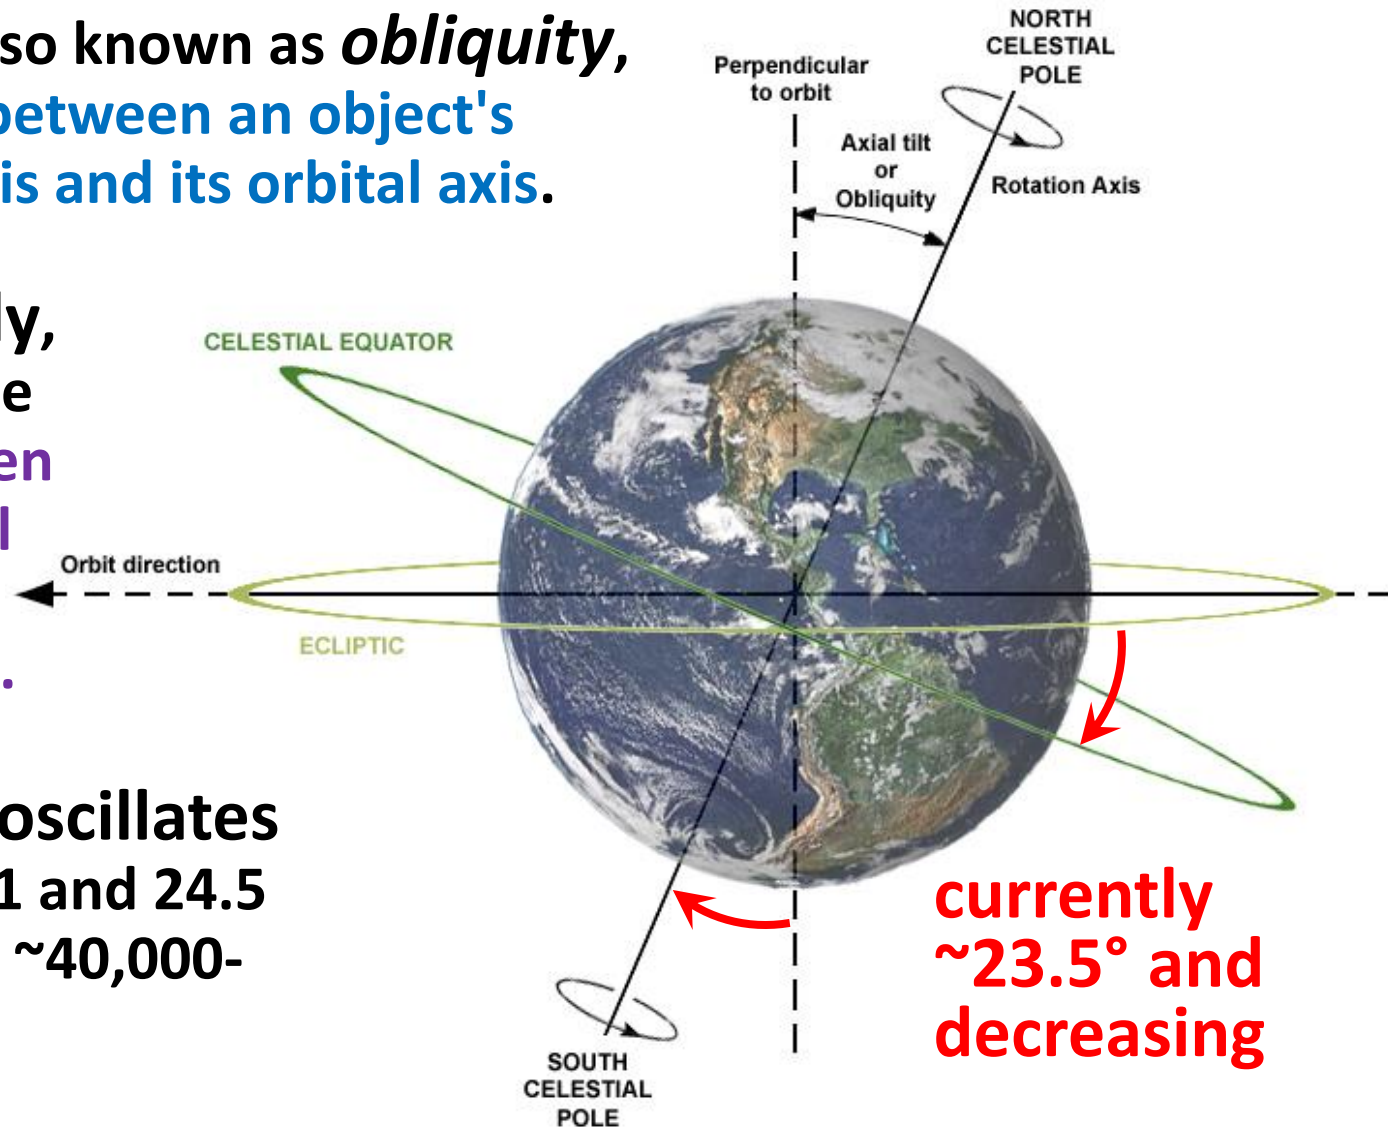 so known as obliquity,
between an object's
is and its orbital axis.
ly,
e
en
l
.
oscillates
1 and 24.5
~40,000-
NORTH
CELESTIAL
POLE
Perpendicular
to orbit
Axial tilt
or
Obliquity
Rotation Axis
CELESTIAL EQUATOR
Orbit direction
ECLIPTIC
currently
~23.5° and
decreasing
SOUTH
CELESTIAL
POLE